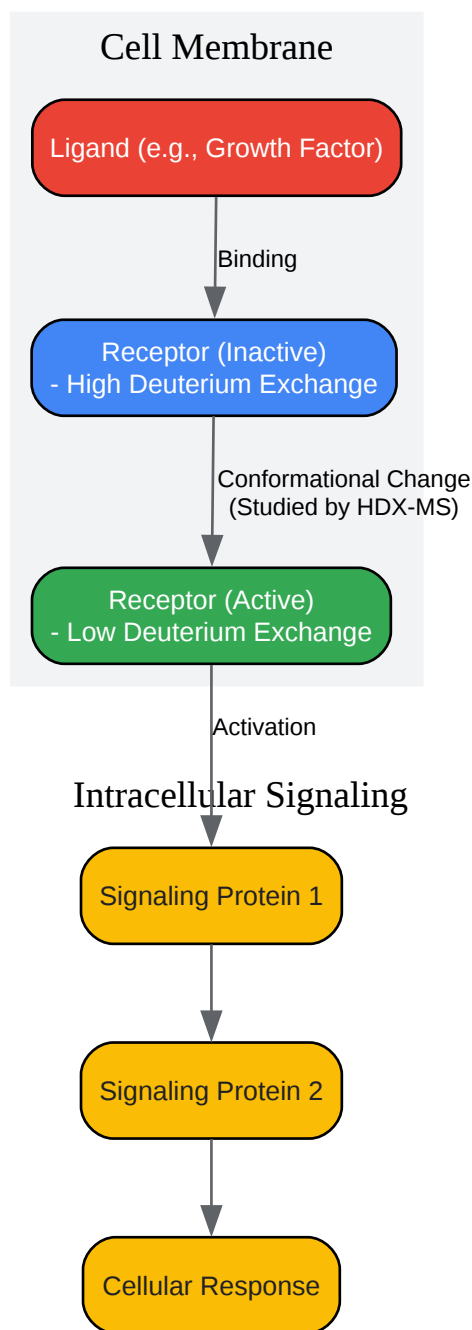 Cell Membrane
Ligand (e.g., Growth Factor)
Binding
Receptor (Inactive)
- High Deuterium Exchange
Conformational Change
(Studied by HDX-MS)
Receptor (Active)
- Low Deuterium Exchange
Activation
Intracellular Signaling
Signaling Protein 1
Signaling Protein 2
Cellular Response